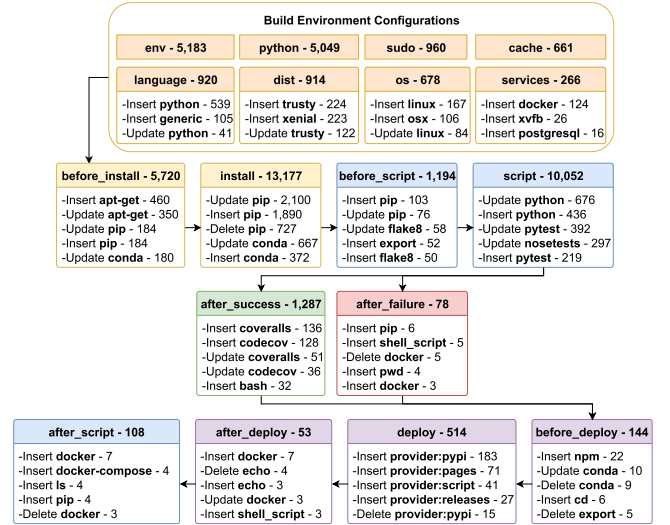 Build Environment Configurations
env - 5,183
python - 5,049
sudo - 960
cache - 661
language - 920
-Insert python - 539
-Insert generic - 105
-Update python - 41
dist - 914
-Insert trusty - 224
-Insert xenial - 223
-Update trusty - 122
os - 678
-Insert linux - 167
-Insert osx - 106
-Update linux - 84
services - 266
-Insert docker - 124
-Insert xvfb - 26
-Insert postgresql - 16
before_install - 5,720
-Insert apt-get - 460
-Update apt-get - 350
-Update pip - 184
-Insert pip - 184
-Update conda - 180
install - 13,177
-Update pip - 2,100
-Insert pip - 1,890
-Delete pip - 727
-Update conda - 667
-Insert conda - 372
before_script - 1,194
-Insert pip - 103
-Update pip - 76
-Update flake8 - 58
-Insert export - 52
-Insert flake8 - 50
script - 10,052
-Update python - 676
-Insert python - 436
-Update pytest - 392
-Update nosetests - 297
-Insert pytest - 219
after_success - 1,287
-Insert coveralls - 136
-Insert codecov - 128
-Update coveralls - 51
-Update codecov - 36
-Insert bash - 32
after_failure - 78
-Insert pip - 6
-Insert shell_script - 5
-Delete docker - 5
-Insert pwd - 4
-Insert docker - 3
after_script - 108
-Insert docker - 7
-Insert docker-compose - 4
-Insert ls - 4
-Insert pip - 4
-Delete docker - 3
after_deploy - 53
-Insert docker - 7
-Delete echo - 4
-Insert echo - 3
-Update docker - 3
-Insert shell_script - 3
deploy - 514
-Insert provider:pypi - 183
-Insert provider:pages - 71
-Insert provider:script - 41
-Insert provider:releases - 27
-Delete provider:pypi - 15
before_deploy - 144
-Insert npm - 22
-Update conda - 10
-Delete conda - 9
-Insert cd - 6
-Delete export - 5